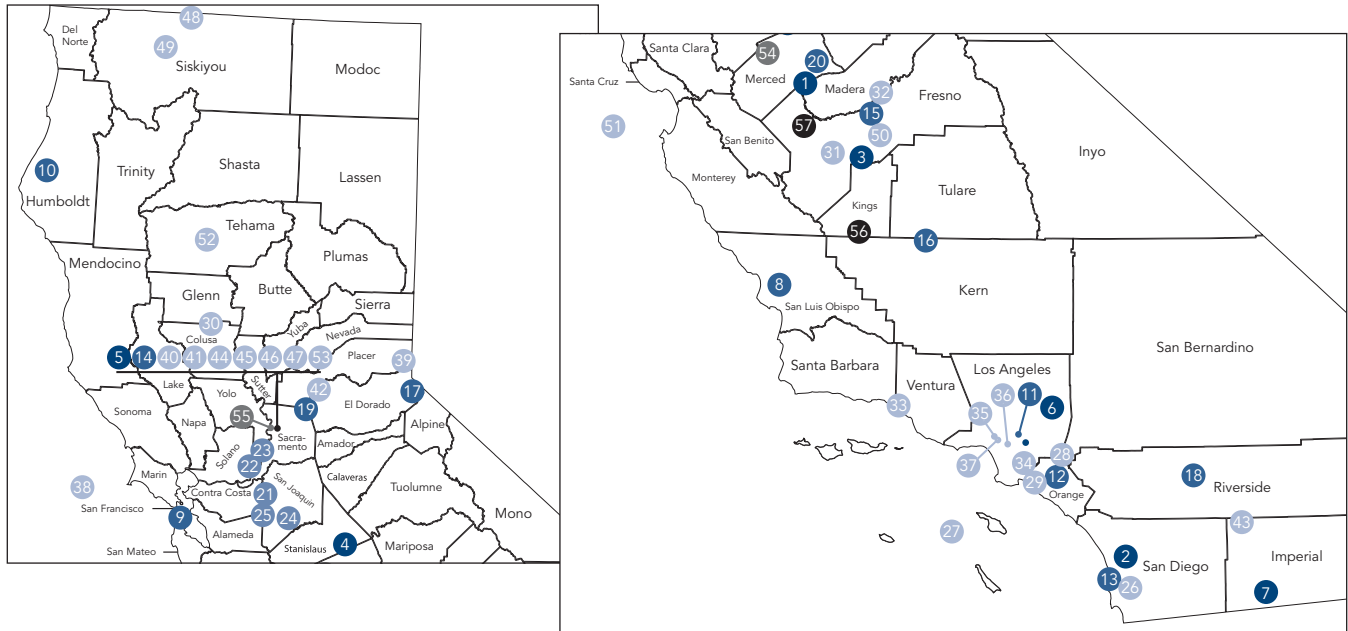 48
Del
Norte
49
Siskiyou
Modoc
10
Humboldt
Trinity
Shasta
Lassen
52
Tehama
Mendocino
Plumas
Glenn
Butte
Sierra
30
Colusa
Yuba
Nevada
5
14
40
41
44
45
46
47
53
Placer
39
Lake
Yolo
Sutter
42
17
Sonoma
Napa
55
19
El Dorado
Alpine
Solano
23
22
Sacra-
mento
Amador
Marin
Calaveras
38
Contra Costa
21
San Joaquin
Tuolumne
San Francisco
9
25
24
Mono
Alameda
San Mateo
Stanislaus
4
Mariposa
Santa Clara
54
20
Santa Cruz
Merced
1
Madera
32
Fresno
51
57
15
San Benito
50
31
3
Inyo
Monterey
Tulare
Kings
56
16
8
San Luis Obispo
Kern
San Bernardino
Santa Barbara
Ventura
Los Angeles
33
36
11
6
35
37
34
28
29
12
Orange
18
Riverside
27
43
2
San Diego
Imperial
13
26
7